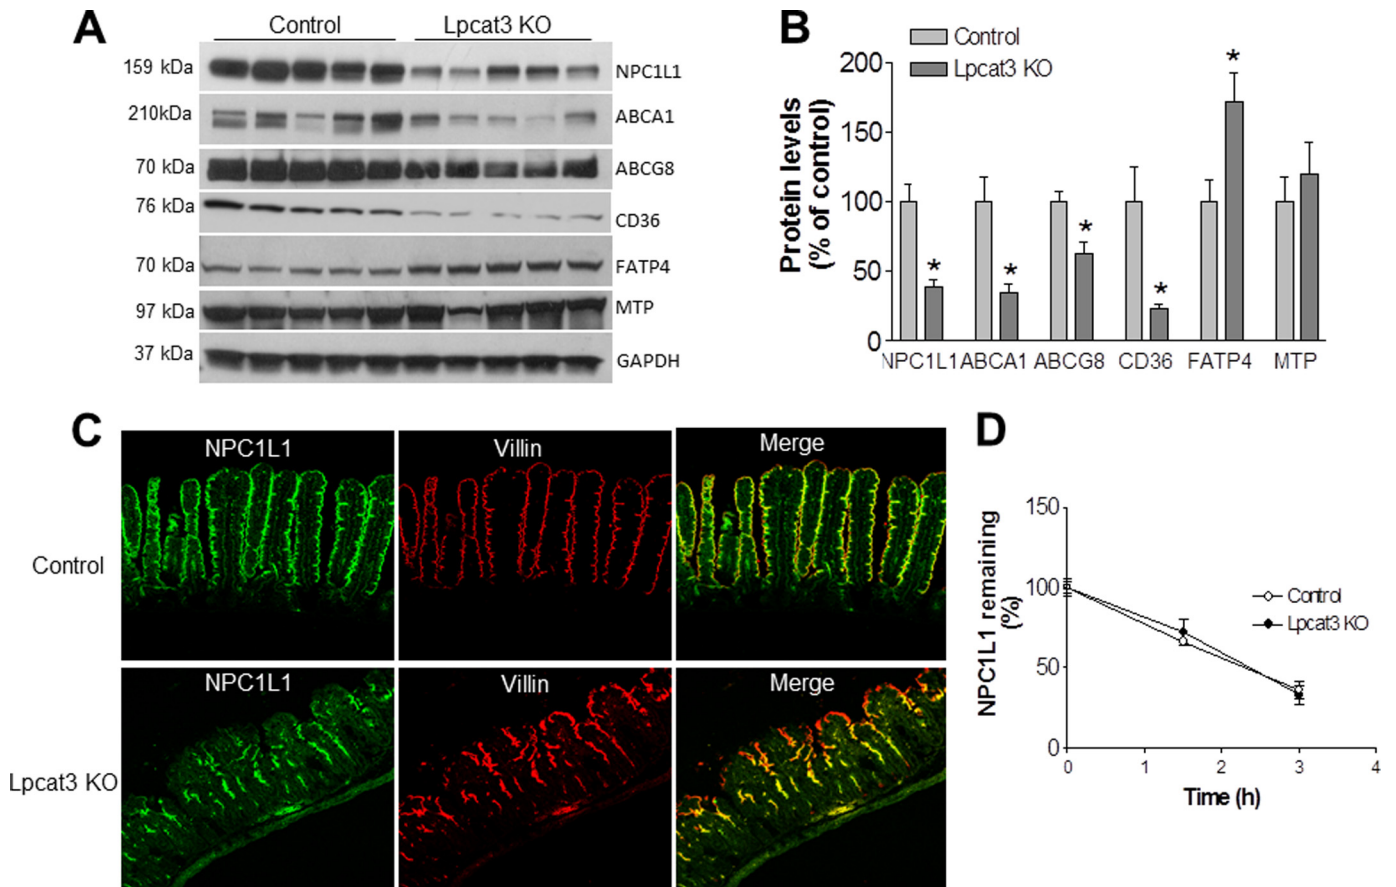 A
Control
Lpcat3 KO
159 kDa
NPC1L1
210kDa
ABCA1
70 kDa
ABCG8
76 kDa
CD36
70 kDa
FATP4
97 kDa
MTP
37 kDa
GAPDH
B
Control
Lpcat3 KO
Protein levels
(% of control)
200
150
100
50
0
*
*
*
*
*
NPC1L1 ABCA1 ABCG8 CD36 FATP4 MTP
C
NPC1L1
Villin
Merge
Control
NPC1L1
Villin
Merge
Lpcat3 KO
D
NPC1L1 remaining
(%)
150
100
50
0
Control
Lpcat3 KO
0 1 2 3 4
Time (h)